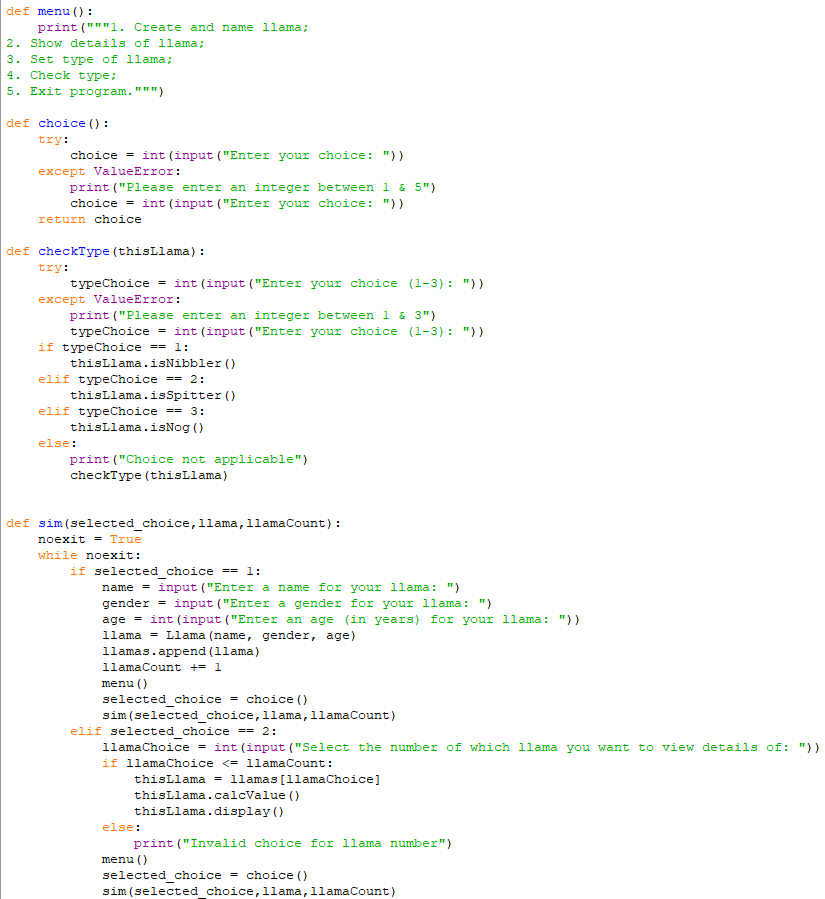 def menu():
    print("""1. Create and name llama;
2. Show details of llama;
3. Set type of llama;
4. Check type;
5. Exit program.""")

def choice():
    try:
        choice = int(input("Enter your choice: "))
    except ValueError:
        print("Please enter an integer between 1 & 5")
        choice = int(input("Enter your choice: "))
    return choice

def checkType(thisLlama):
    try:
        typeChoice = int(input("Enter your choice (1-3): "))
    except ValueError:
        print("Please enter an integer between 1 & 3")
        typeChoice = int(input("Enter your choice (1-3): "))
    if typeChoice == 1:
        thisLlama.isNibbler()
    elif typeChoice == 2:
        thisLlama.isSpitter()
    elif typeChoice == 3:
        thisLlama.isNog()
    else:
        print("Choice not applicable")
        checkType(thisLlama)


def sim(selected_choice,llama,llamaCount):
    noexit = True
    while noexit:
        if selected_choice == 1:
            name = input("Enter a name for your llama: ")
            gender = input("Enter a gender for your llama: ")
            age = int(input("Enter an age (in years) for your llama: "))
            llama = Llama(name, gender, age)
            llamas.append(llama)
            llamaCount += 1
            menu()
            selected_choice = choice()
            sim(selected_choice,llama,llamaCount)
        elif selected_choice == 2:
            llamaChoice = int(input("Select the number of which llama you want to view details of: "))
            if llamaChoice <= llamaCount:
                thisLlama = llamas[llamaChoice]
                thisLlama.calcValue()
                thisLlama.display()
            else:
                print("Invalid choice for llama number")
            menu()
            selected_choice = choice()
            sim(selected_choice,llama,llamaCount)